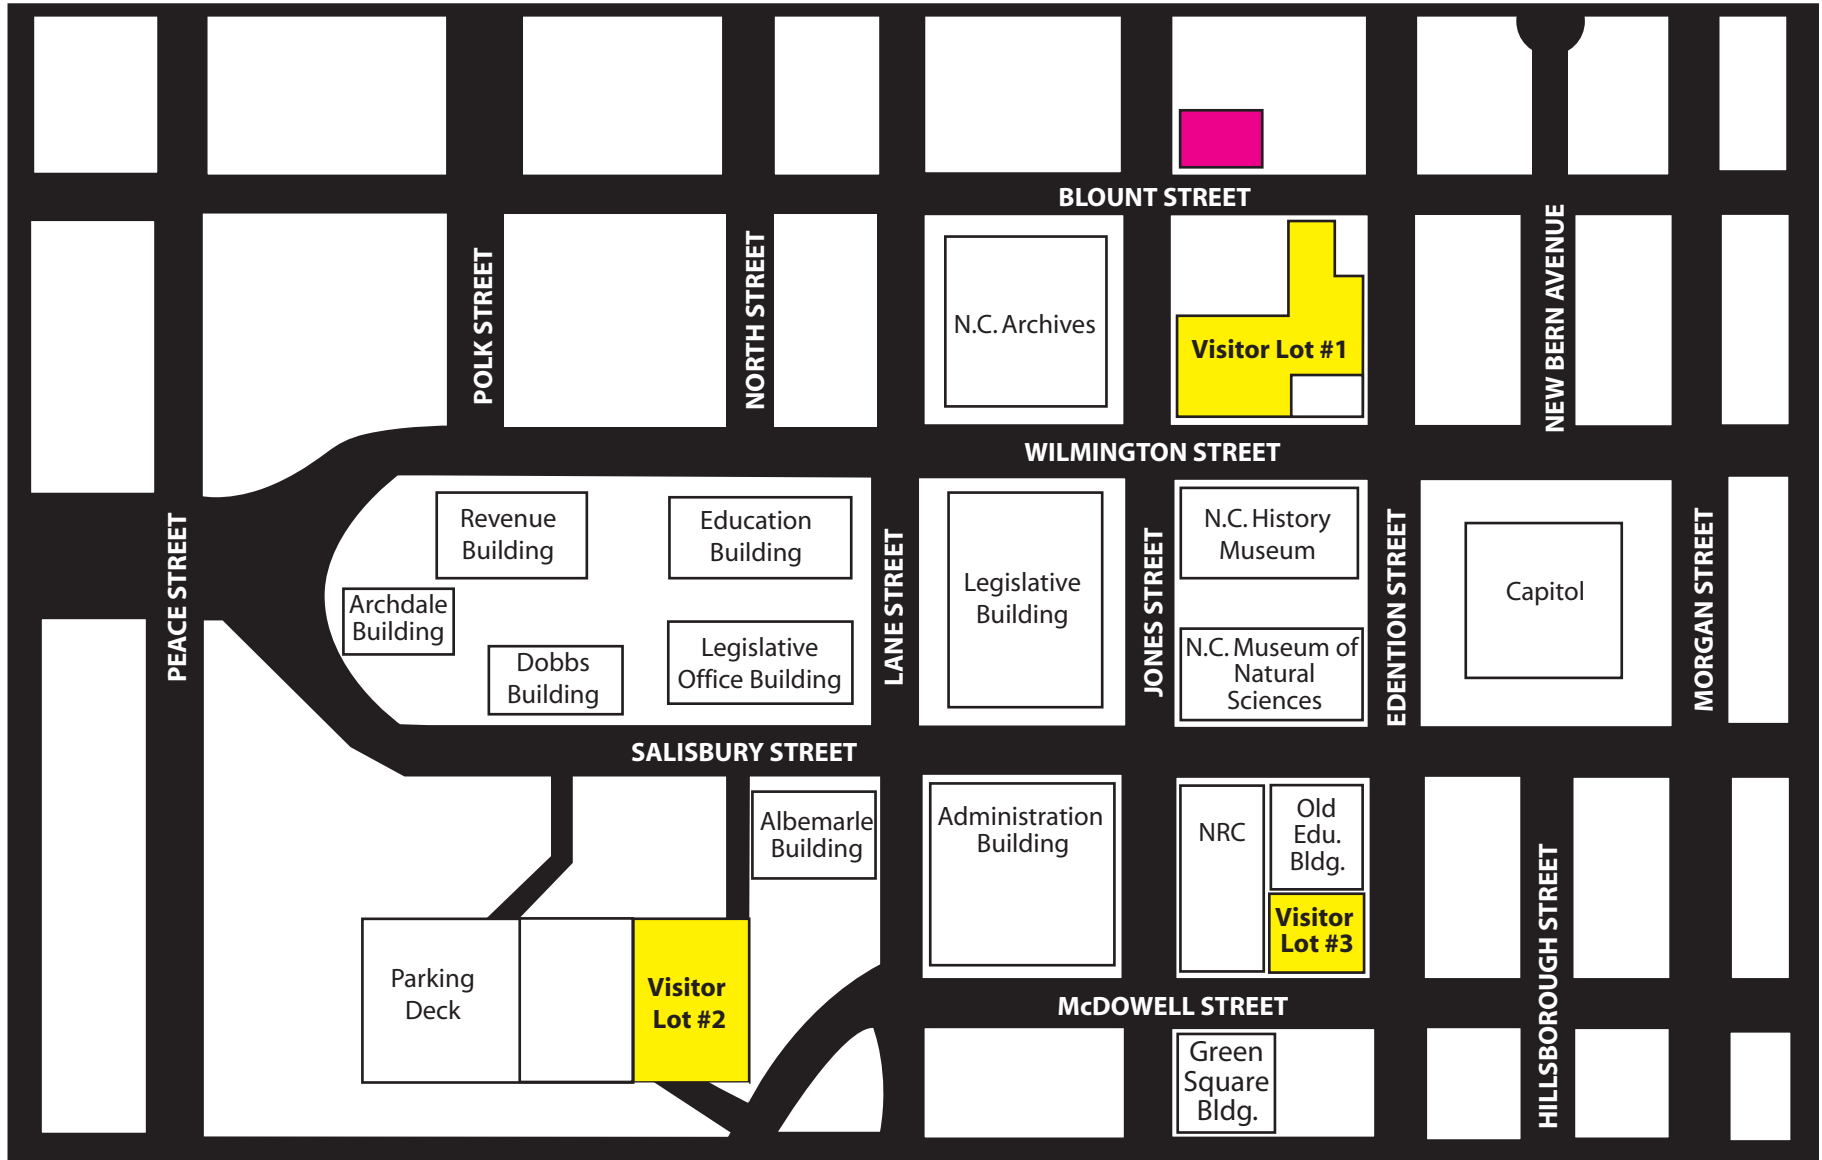 BLOUNT STREET
POLK STREET
NORTH STREET
NEW BERN AVENUE
N.C. Archives
Visitor Lot #1
WILMINGTON STREET
PEACE STREET
Revenue
Building
Education
Building
Archdale
Building
Dobbs
Building
Legislative
Office Building
LANE STREET
Legislative
Building
JONES STREET
N.C. History
Museum
N.C. Museum of
Natural
Sciences
EDENTION STREET
Capitol
MORGAN STREET
SALISBURY STREET
Albemarle
Building
Administration
Building
NRC
Old
Edu.
Bldg.
Visitor
Lot #3
HILLSBOROUGH STREET
Parking
Deck
Visitor
Lot #2
McDOWELL STREET
Green
Square
Bldg.